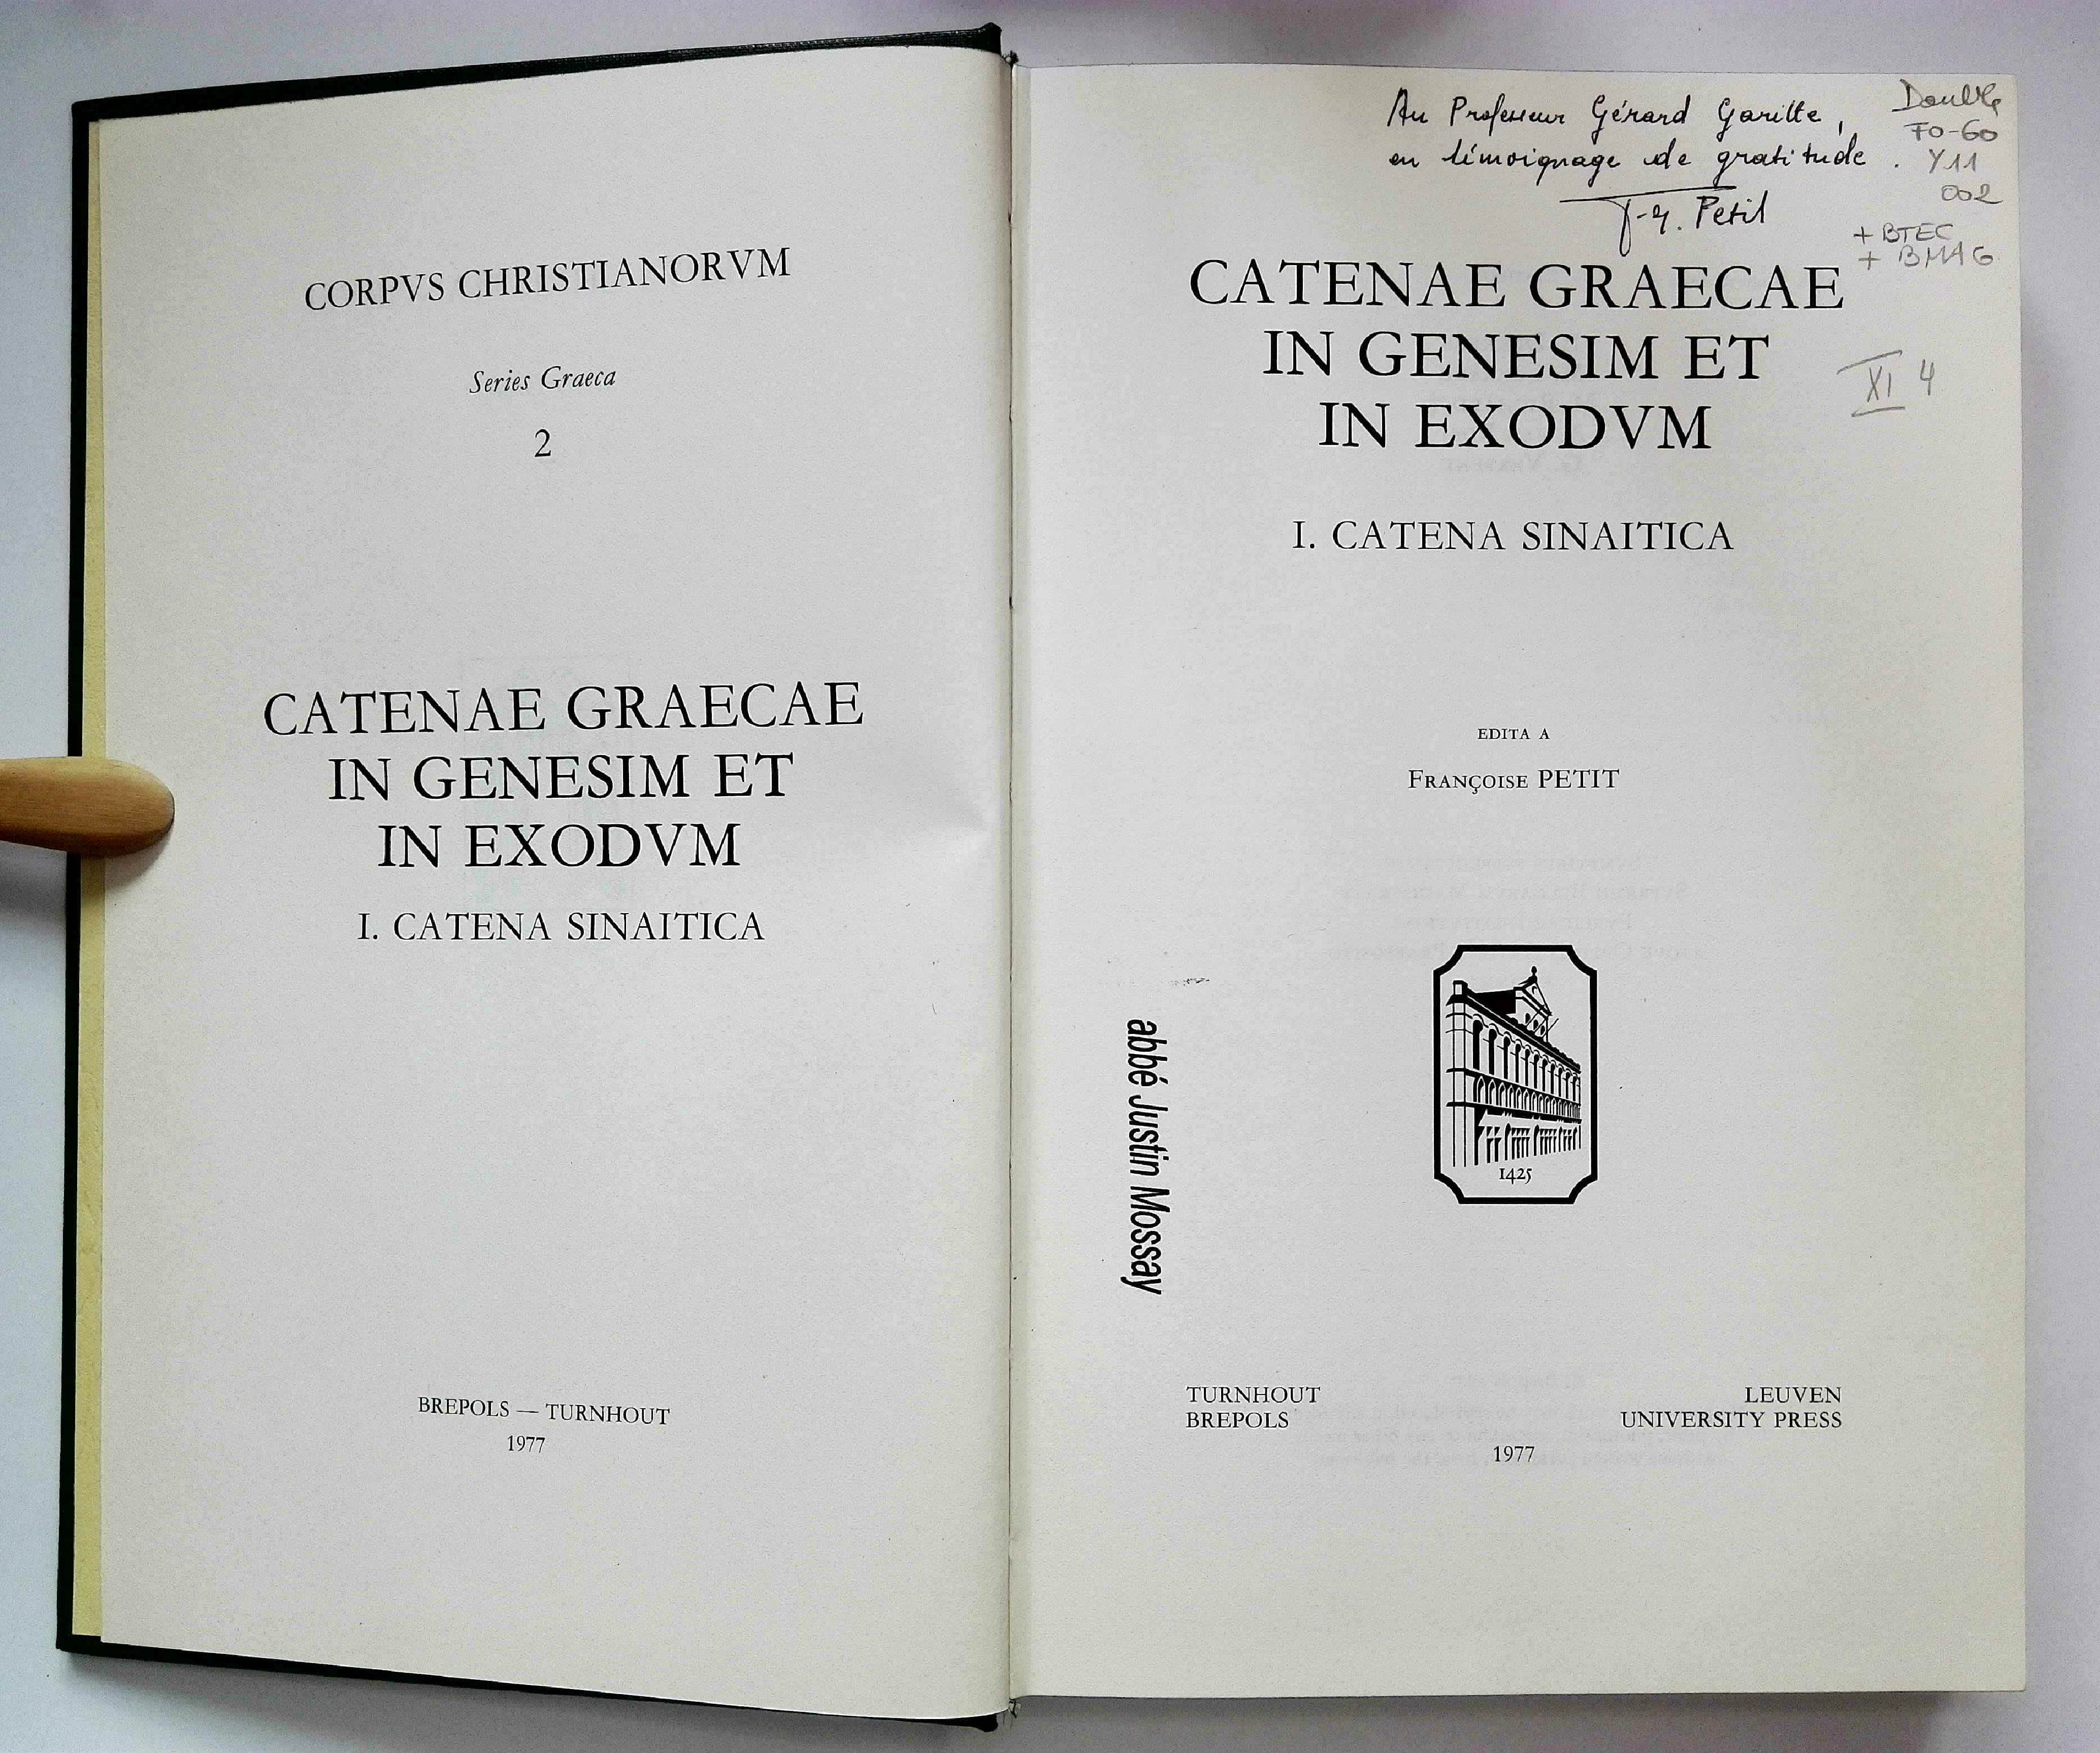 CORPVS CHRISTIANORVM
Series Graeca
2
CATENAE GRAECAE
IN GENESIM ET
IN EXODVM
I. CATENA SINAITICA
BREPOLS — TURNHOUT
1977
Au Professeur Gérard Garitte,
en témoignage de gratitude.
Petit
Double
FO-60
Y11
002
+ BTEC
+ BMAG
CATENAE GRAECAE
IN GENESIM ET
IN EXODVM
XI 4
I. CATENA SINAITICA
EDITA A
FRANÇOISE PETIT
1425
abbé Justin Mossay
TURNHOUT
BREPOLS
LEUVEN
UNIVERSITY PRESS
1977